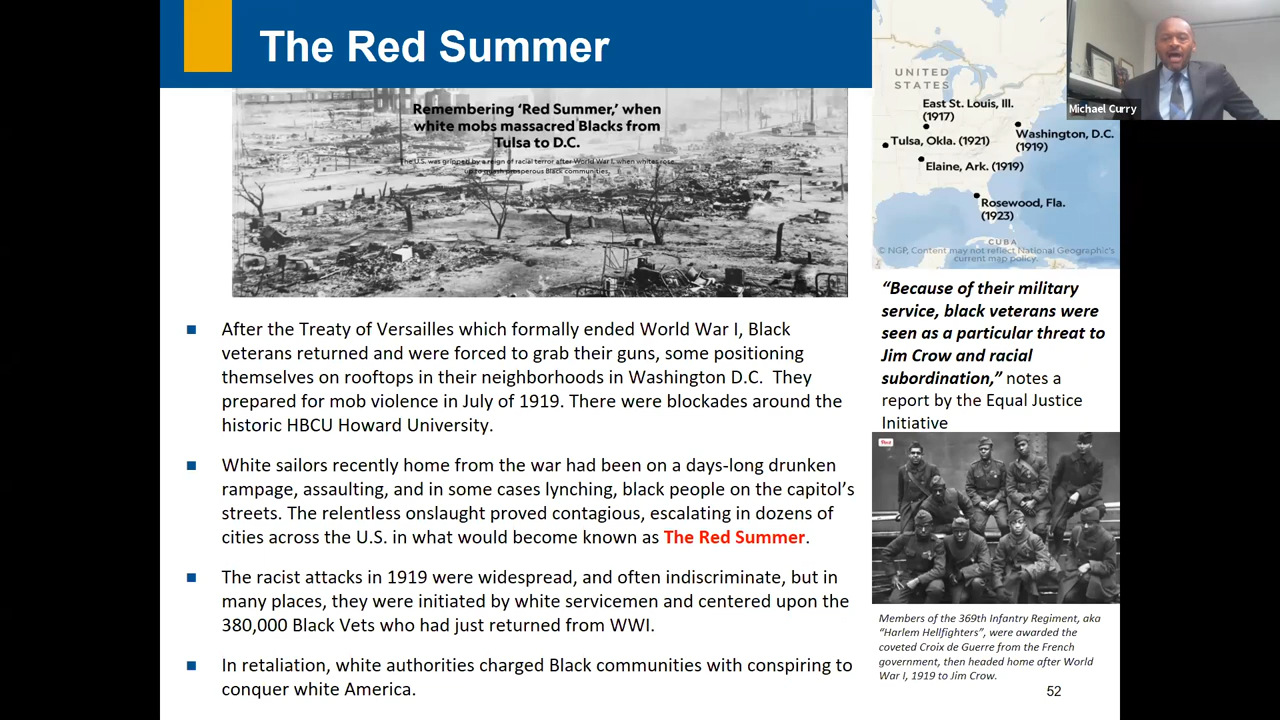 The Red Summer
Remembering ‘Red Summer,’ when
white mobs massacred Blacks from
Tulsa to D.C.
The U.S. was gripped by a reign of racial terror after World War I, when whites rose
up to quash prosperous Black communities.
UNITED
STATES
East St. Louis, Ill.
(1917)
Tulsa, Okla. (1921)
Washington, D.C.
(1919)
Elaine, Ark. (1919)
Rosewood, Fla.
(1923)
CUBA
© NGP, Content may not reflect National Geographic's
current map policy.
Michael Curry
After the Treaty of Versailles which formally ended World War I, Black
veterans returned and were forced to grab their guns, some positioning
themselves on rooftops in their neighborhoods in Washington D.C. They
prepared for mob violence in July of 1919. There were blockades around the
historic HBCU Howard University.
White sailors recently home from the war had been on a days-long drunken
rampage, assaulting, and in some cases lynching, black people on the capitol’s
streets. The relentless onslaught proved contagious, escalating in dozens of
cities across the U.S. in what would become known as The Red Summer.
The racist attacks in 1919 were widespread, and often indiscriminate, but in
many places, they were initiated by white servicemen and centered upon the
380,000 Black Vets who had just returned from WWI.
In retaliation, white authorities charged Black communities with conspiring to
conquer white America.
“Because of their military
service, black veterans were
seen as a particular threat to
Jim Crow and racial
subordination,” notes a
report by the Equal Justice
Initiative
Members of the 369th Infantry Regiment, aka
“Harlem Hellfighters”, were awarded the
coveted Croix de Guerre from the French
government, then headed home after World
War I, 1919 to Jim Crow.
52